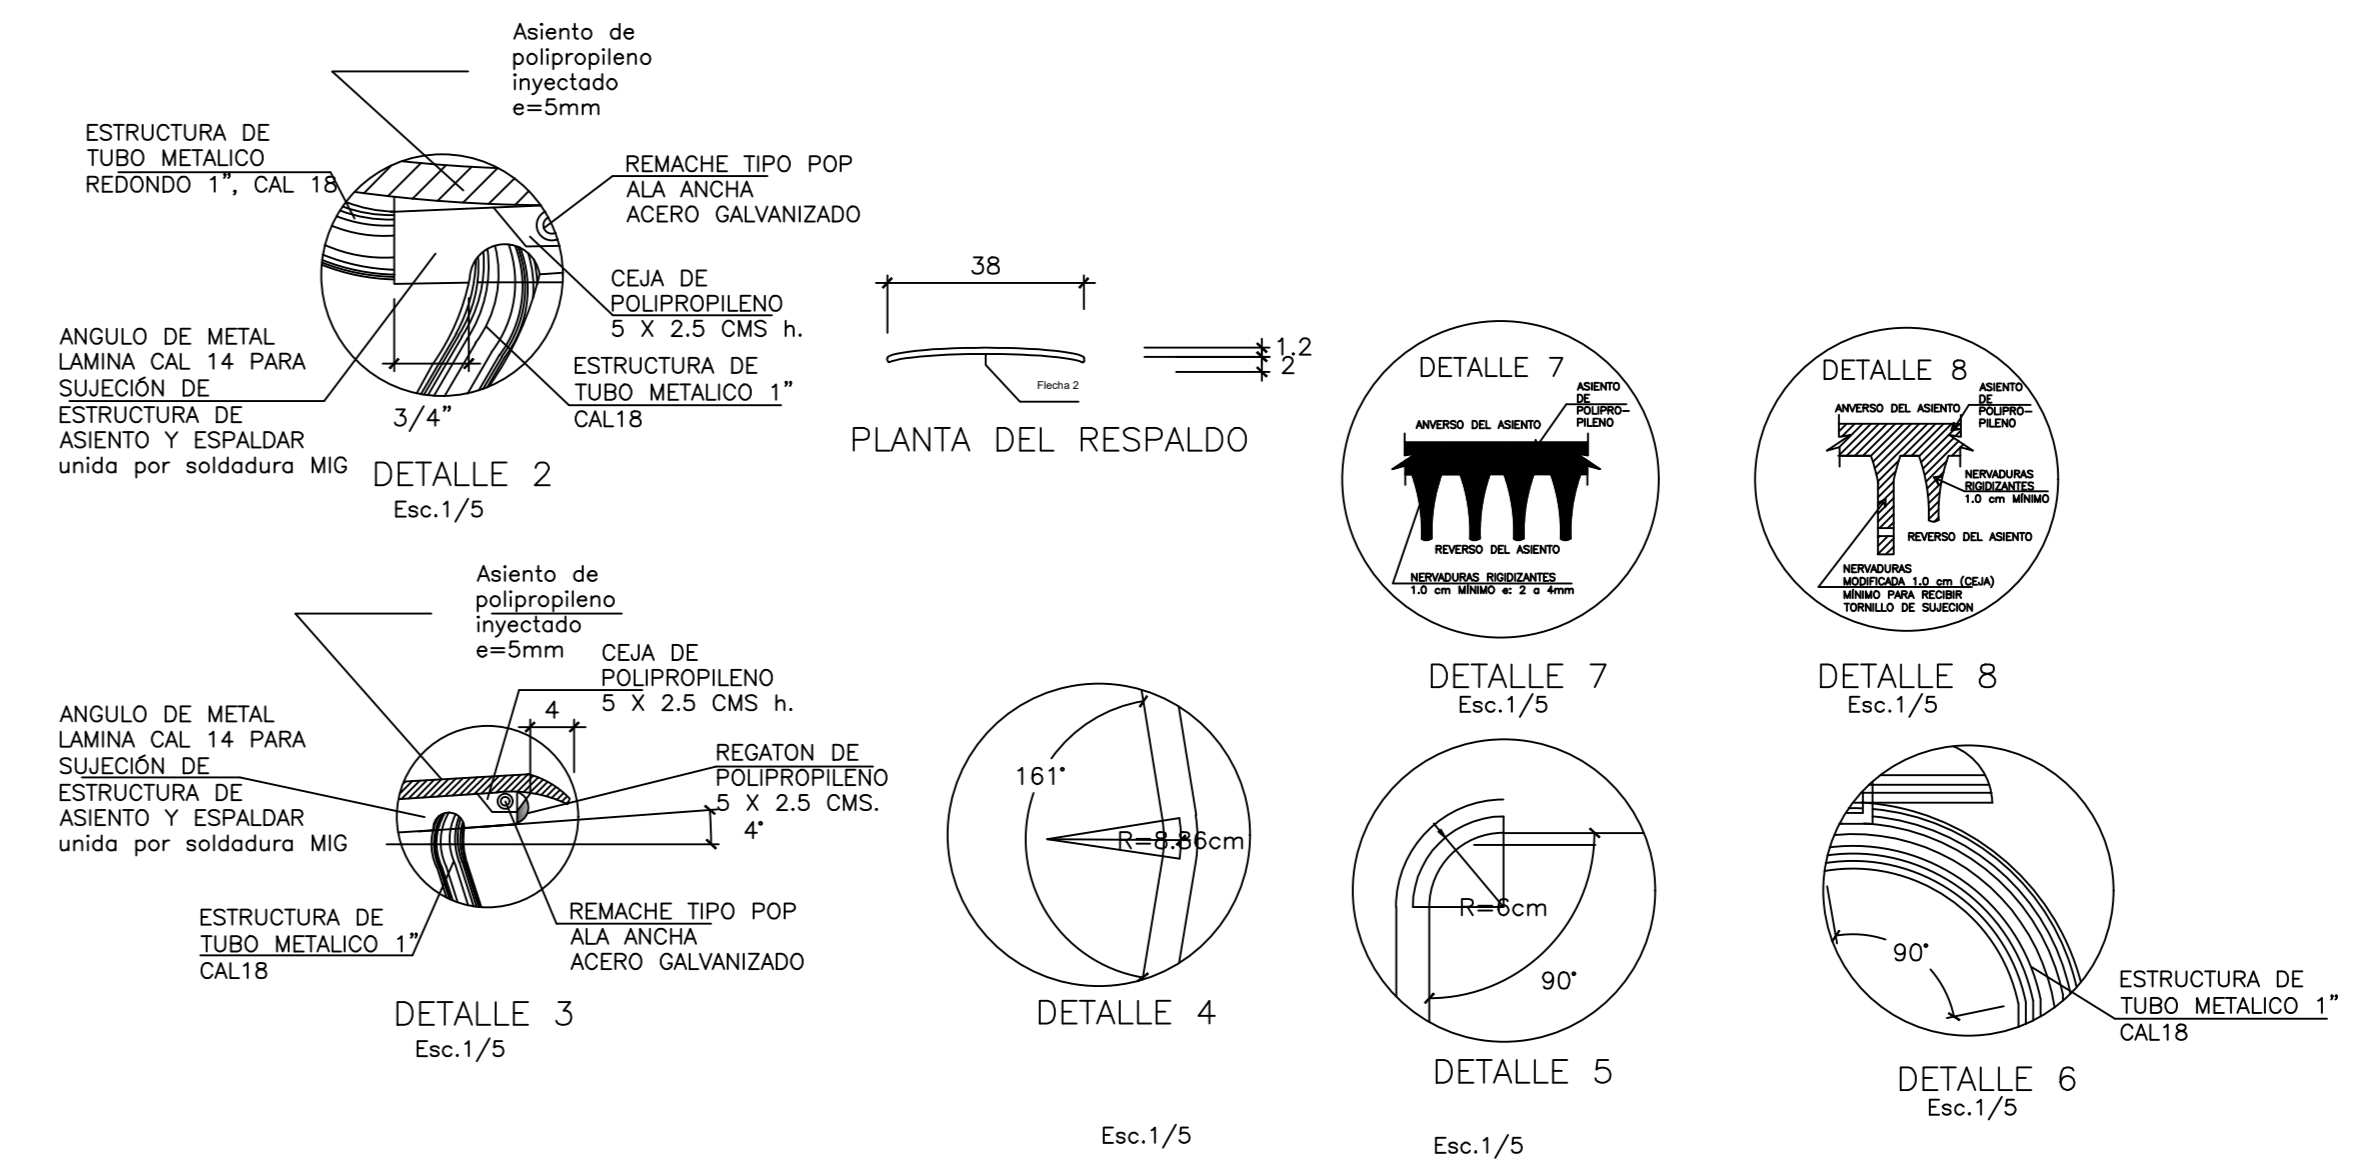 Asiento de
polipropileno
inyectado
e=5mm
ESTRUCTURA DE
TUBO METALICO
REDONDO 1", CAL 18
REMACHE TIPO POP
ALA ANCHA
ACERO GALVANIZADO
CEJA DE
POLIPROPILENO
5 X 2.5 CMS h.
ANGULO DE METAL
LAMINA CAL 14 PARA
SUJECIÓN DE
ESTRUCTURA DE
ASIENTO Y ESPALDAR
unida por soldadura MIG
ESTRUCTURA DE
TUBO METALICO 1"
CAL18
3/4"
DETALLE 2
Esc.1/5
38
1.2
2
Flecha 2
PLANTA DEL RESPALDO
DETALLE 7
ASIENTO
DE
POLIPRO-
PILENO
ANVERSO DEL ASIENTO
REVERSO DEL ASIENTO
NERVADURAS RIGIDIZANTES
1.0 cm MÍNIMO e: 2 a 4mm
DETALLE 7
Esc.1/5
DETALLE 8
ASIENTO
DE
POLIPRO-
PILENO
ANVERSO DEL ASIENTO
NERVADURAS
RIGIDIZANTES
1.0 cm MÍNIMO
REVERSO DEL ASIENTO
NERVADURAS
MODIFICADA 1.0 cm (CEJA)
MÍNIMO PARA RECIBIR
TORNILLO DE SUJECION
DETALLE 8
Esc.1/5
Asiento de
polipropileno
inyectado
e=5mm
CEJA DE
POLIPROPILENO
5 X 2.5 CMS h.
4
ANGULO DE METAL
LAMINA CAL 14 PARA
SUJECIÓN DE
ESTRUCTURA DE
ASIENTO Y ESPALDAR
unida por soldadura MIG
REGATON DE
POLIPROPILENO
5 X 2.5 CMS.
4°
ESTRUCTURA DE
TUBO METALICO 1"
CAL18
REMACHE TIPO POP
ALA ANCHA
ACERO GALVANIZADO
DETALLE 3
Esc.1/5
161°
R=8.86cm
DETALLE 4
Esc.1/5
R=6cm
90°
DETALLE 5
Esc.1/5
90°
ESTRUCTURA DE
TUBO METALICO 1"
CAL18
DETALLE 6
Esc.1/5